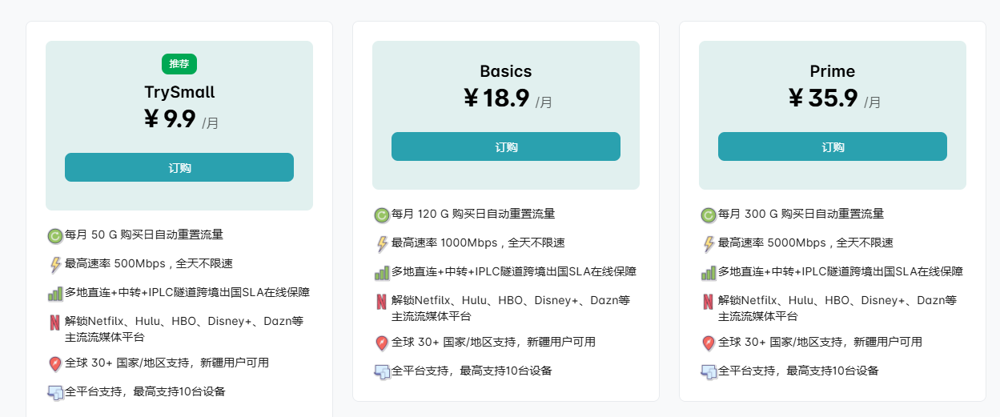 推荐
TrySmall
¥ 9.9 /月
订购
每月 50 G 购买日自动重置流量
最高速率 500Mbps , 全天不限速
多地直连+中转+IPLC隧道跨境出国SLA在线保障
解锁Netfilx、Hulu、HBO、Disney+、Dazn等
主流流媒体平台
全球 30+ 国家/地区支持，新疆用户可用
全平台支持，最高支持10台设备
Basics
¥ 18.9 /月
订购
每月 120 G 购买日自动重置流量
最高速率 1000Mbps , 全天不限速
多地直连+中转+IPLC隧道跨境出国SLA在线保障
解锁Netfilx、Hulu、HBO、Disney+、Dazn等
主流流媒体平台
全球 30+ 国家/地区支持，新疆用户可用
全平台支持，最高支持10台设备
Prime
¥ 35.9 /月
订购
每月 300 G 购买日自动重置流量
最高速率 5000Mbps , 全天不限速
多地直连+中转+IPLC隧道跨境出国SLA在线保障
解锁Netfilx、Hulu、HBO、Disney+、Dazn等
主流流媒体平台
全球 30+ 国家/地区支持，新疆用户可用
全平台支持，最高支持10台设备